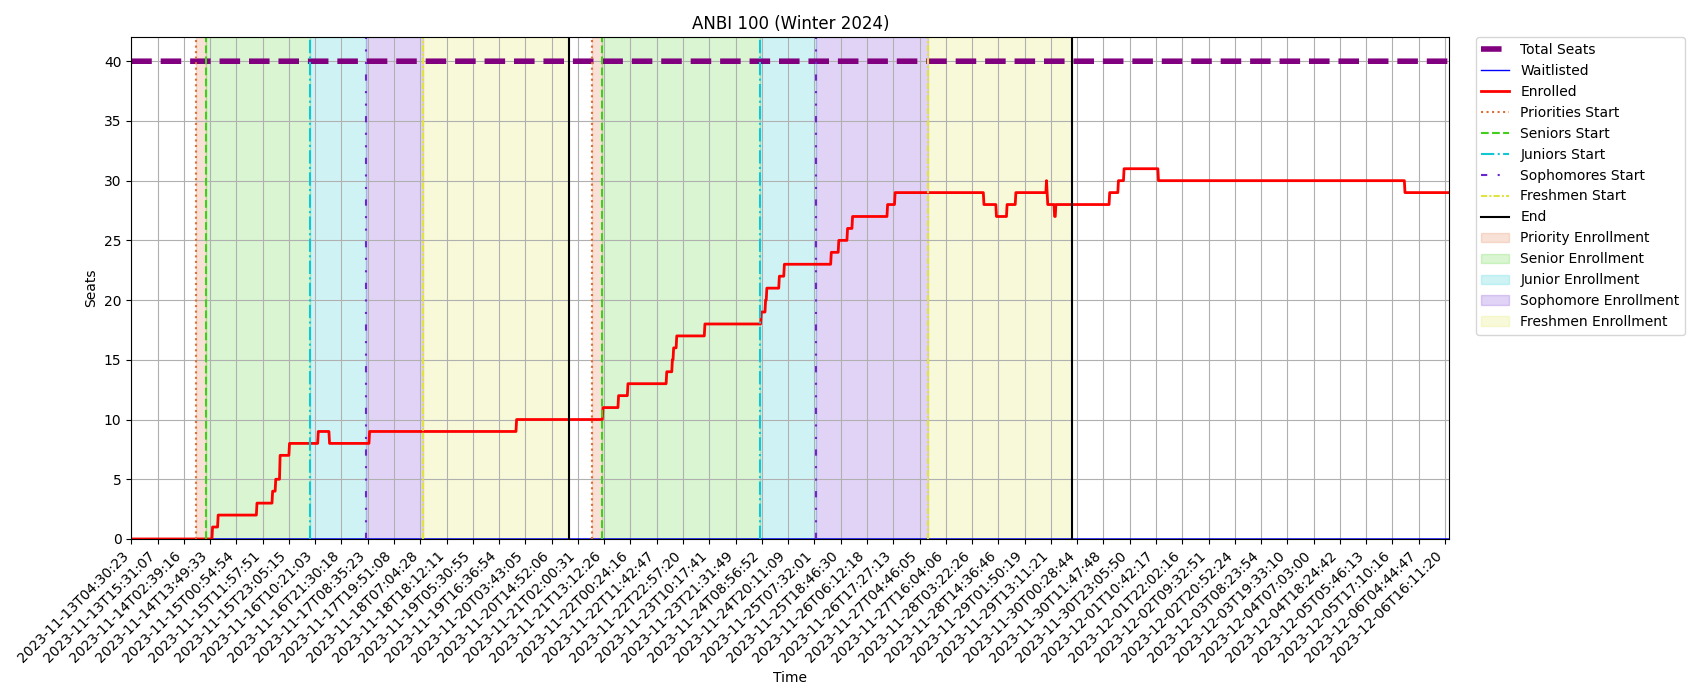 ANBI 100 (Winter 2024)
Seats
40
35
30
25
20
15
10
5
0
2023-11-13T04:30:23
2023-11-13T15:31:07
2023-11-14T02:39:16
2023-11-14T13:49:33
2023-11-15T00:54:54
2023-11-15T11:57:51
2023-11-15T23:05:15
2023-11-16T10:21:03
2023-11-16T21:30:18
2023-11-17T08:35:23
2023-11-17T19:51:08
2023-11-18T07:04:28
2023-11-18T18:12:11
2023-11-19T05:30:55
2023-11-19T16:36:54
2023-11-20T03:43:05
2023-11-20T14:52:06
2023-11-21T02:00:31
2023-11-21T13:12:26
2023-11-22T00:24:16
2023-11-22T11:42:47
2023-11-22T22:57:20
2023-11-23T10:17:41
2023-11-23T21:31:49
2023-11-24T08:56:52
2023-11-24T20:11:09
2023-11-25T07:32:01
2023-11-25T18:46:30
2023-11-26T06:12:18
2023-11-26T17:27:13
2023-11-27T04:46:05
2023-11-27T16:04:06
2023-11-28T03:22:26
2023-11-28T14:36:46
2023-11-29T01:50:19
2023-11-29T13:11:21
2023-11-30T00:28:44
2023-11-30T11:47:48
2023-11-30T23:05:50
2023-12-01T10:42:17
2023-12-01T22:02:16
2023-12-02T09:32:51
2023-12-02T20:52:24
2023-12-03T08:23:54
2023-12-03T19:33:10
2023-12-04T07:03:00
2023-12-04T18:24:42
2023-12-05T05:46:13
2023-12-05T17:10:16
2023-12-06T04:44:47
2023-12-06T16:11:20
Time
Total Seats
Waitlisted
Enrolled
Priorities Start
Seniors Start
Juniors Start
Sophomores Start
Freshmen Start
End
Priority Enrollment
Senior Enrollment
Junior Enrollment
Sophomore Enrollment
Freshmen Enrollment